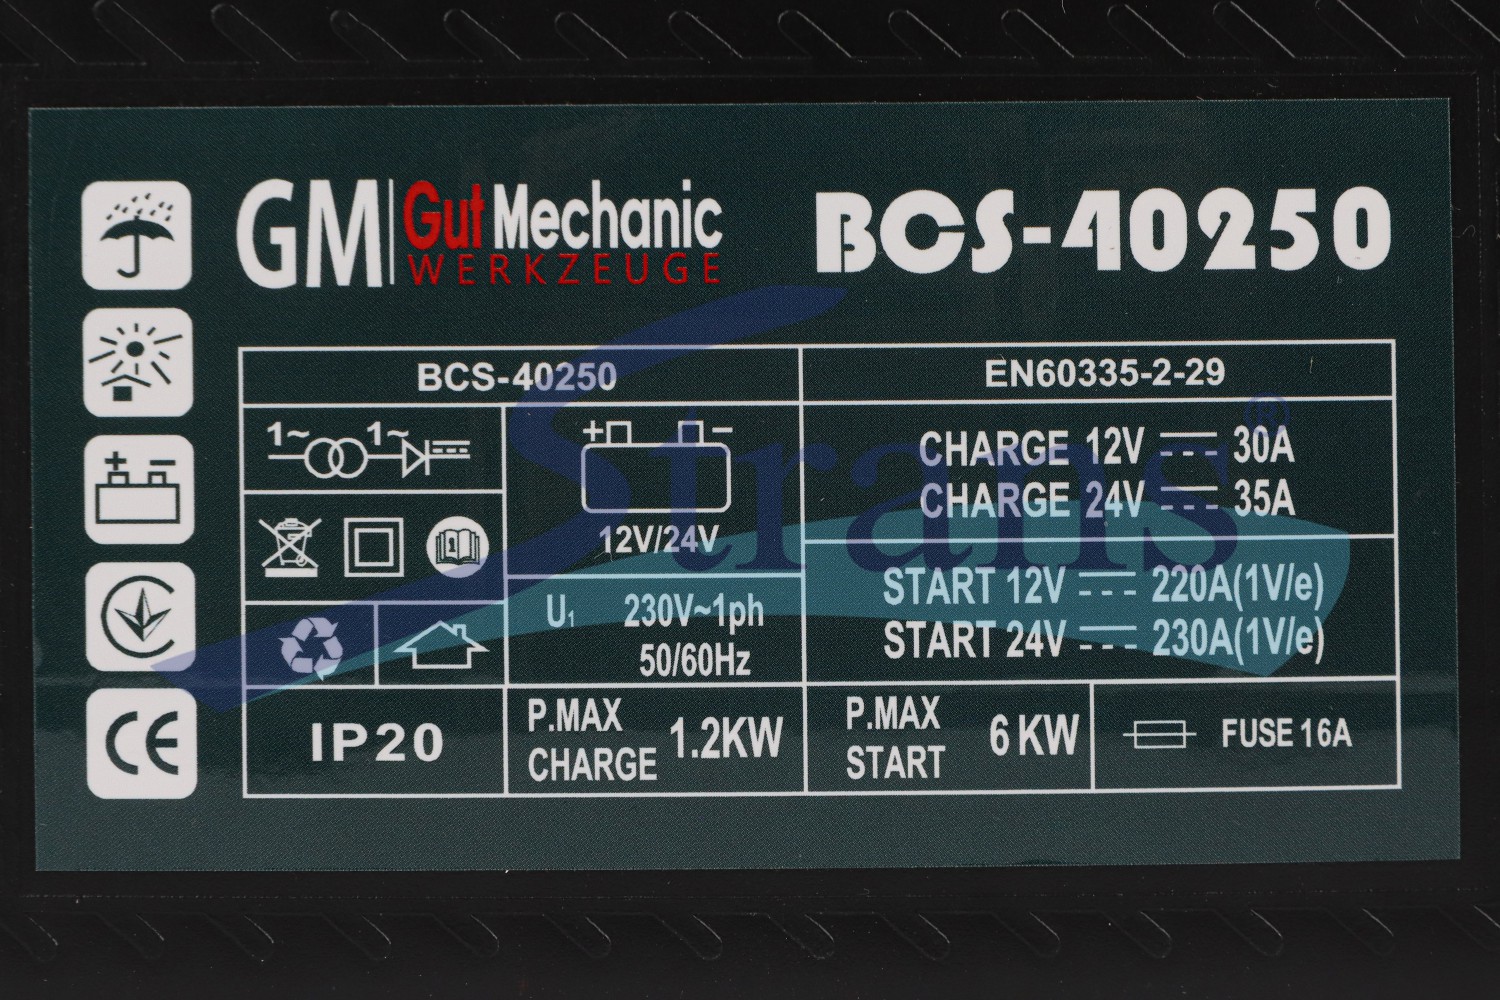 GM Gut Mechanic
WERKZEUGE
BCS-40250
BCS-40250
EN60335-2-29
1~ 1~
+ -
+ -
12V/24V
CHARGE 12V 30A
CHARGE 24V 35A
START 12V 220A(1V/e)
START 24V 230A(1V/e)
U1 230V~1ph
50/60Hz
IP20
P.MAX
CHARGE 1.2KW
P.MAX
START 6 KW
FUSE 16A
CE
Strans®